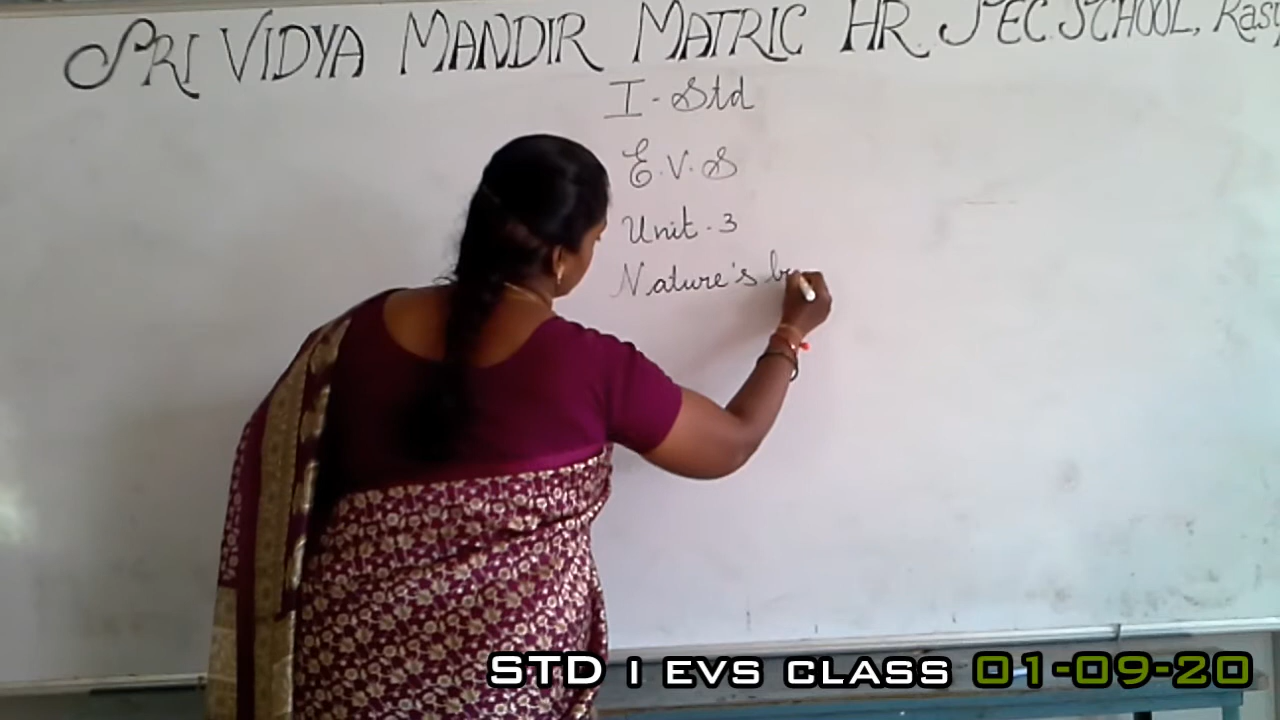 SRI VIDYA MANDIR MATRIC HR. SEC. SCHOOL,
I - Std
E.V.S
Unit - 3
Nature's
STD I EVS CLASS 01-09-20